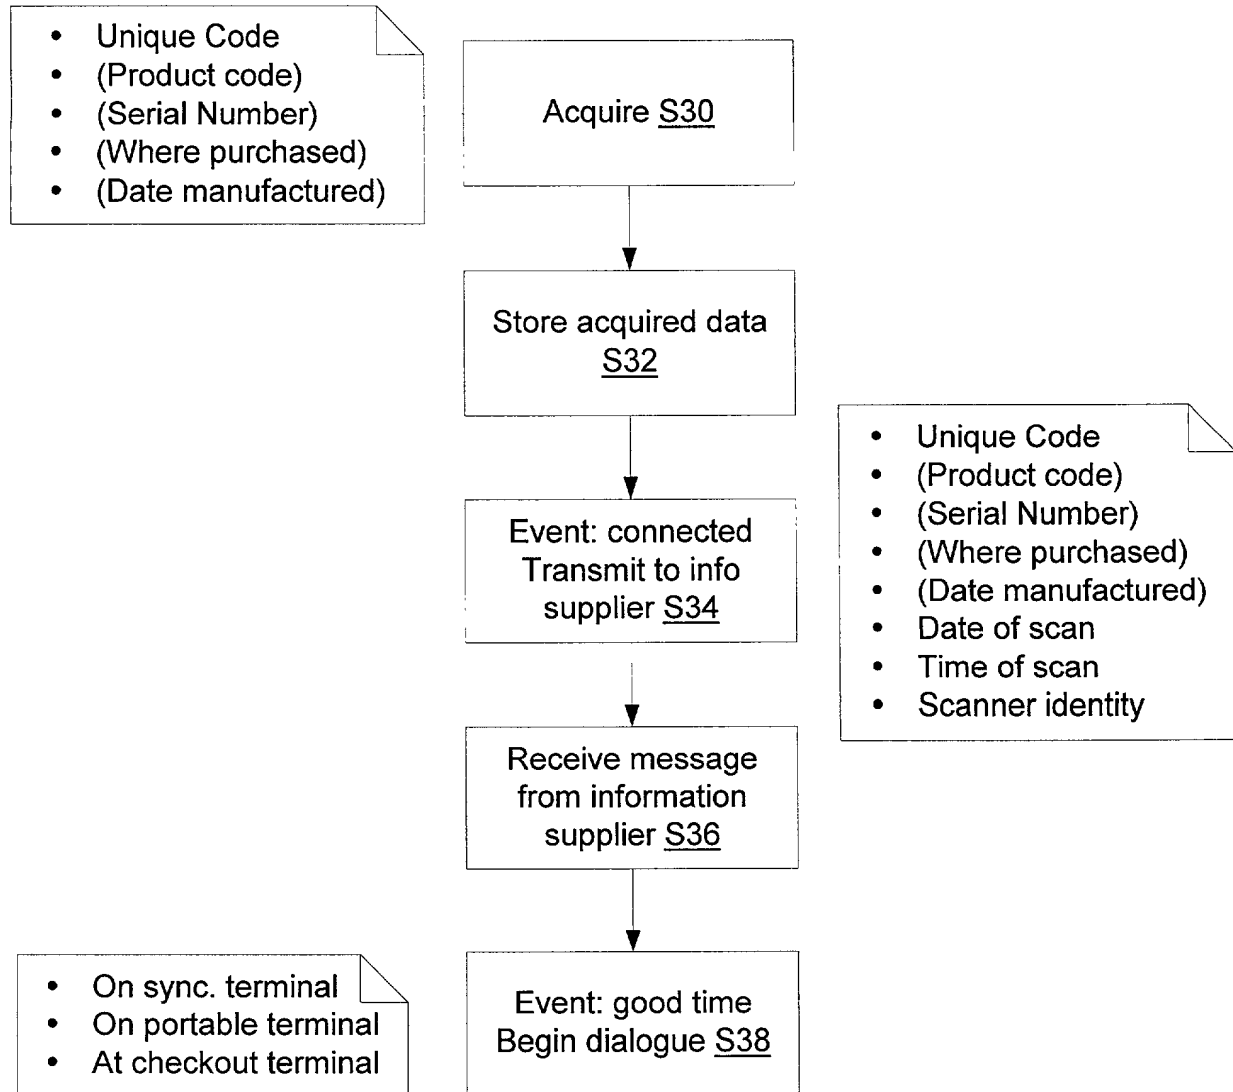 • Unique Code
• (Product code)
• (Serial Number)
• (Where purchased)
• (Date manufactured)
Acquire S30
Store acquired data
S32
Event: connected
Transmit to info
supplier S34
• Unique Code
• (Product code)
• (Serial Number)
• (Where purchased)
• (Date manufactured)
• Date of scan
• Time of scan
• Scanner identity
Receive message
from information
supplier S36
• On sync. terminal
• On portable terminal
• At checkout terminal
Event: good time
Begin dialogue S38